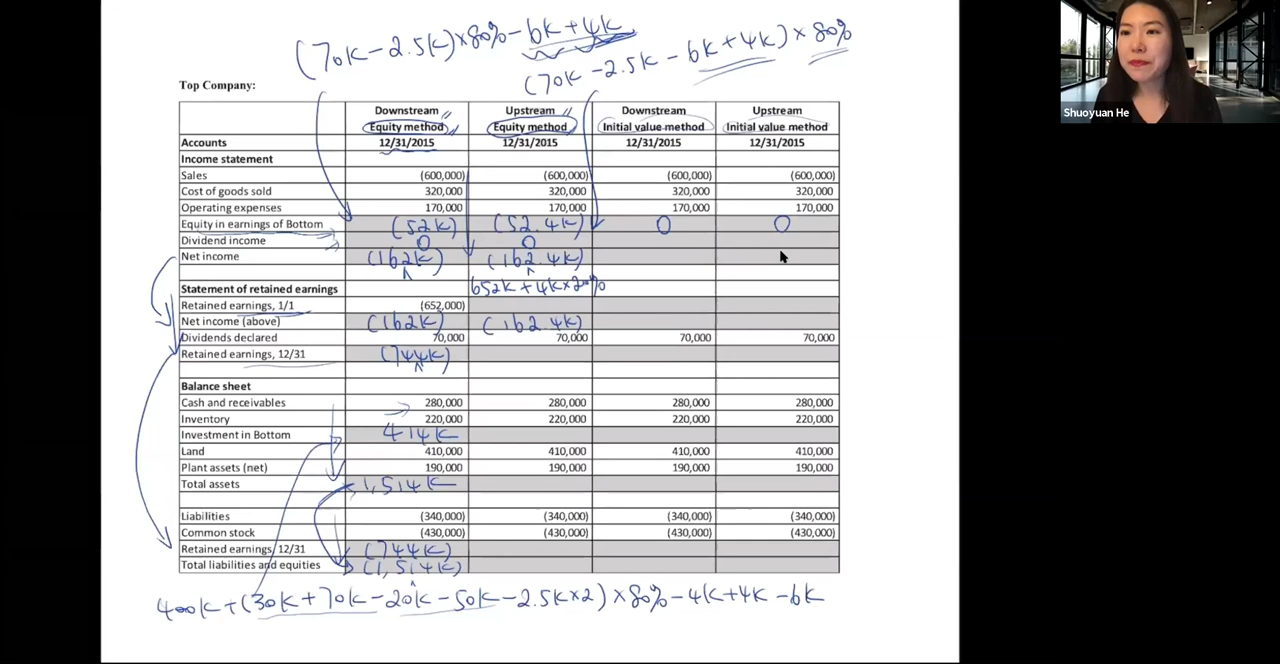 (70k-2.5k)×80%-6k+4k
(70k-2.5k-6k+4k)×80%
Shuoyuan He
Top Company:
Downstream Upstream Downstream Upstream
Equity method Equity method Initial value method Initial value method
Accounts 12/31/2015 12/31/2015 12/31/2015 12/31/2015
Income statement
Sales (600,000) (600,000) (600,000) (600,000)
Cost of goods sold 320,000 320,000 320,000 320,000
Operating expenses 170,000 170,000 170,000 170,000
Equity in earnings of Bottom (52k) (52.4k) 0 0
Dividend income 0 0
Net income (162k) (162.4k)
652k+4k×20%
Statement of retained earnings
Retained earnings, 1/1 (652,000)
Net income (above) (162k) (162.4k)
Dividends declared 70,000 70,000 70,000 70,000
Retained earnings, 12/31 (744k)
Balance sheet
Cash and receivables 280,000 280,000 280,000 280,000
Inventory 220,000 220,000 220,000 220,000
Investment in Bottom 414k
Land 410,000 410,000 410,000 410,000
Plant assets (net) 190,000 190,000 190,000 190,000
Total assets 1,514k
Liabilities (340,000) (340,000) (340,000) (340,000)
Common stock (430,000) (430,000) (430,000) (430,000)
Retained earnings, 12/31 (744k)
Total liabilities and equities (1,514k)
400k+(30k+70k-20k-50k-2.5k×2)×80%-4k+4k-6k